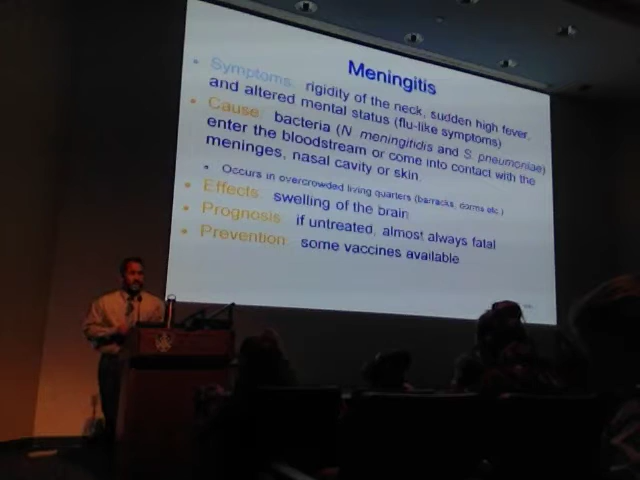 Meningitis
• Symptoms: rigidity of the neck, sudden high fever,
and altered mental status (flu-like symptoms)
• Cause: bacteria (N meningitidis and S. pneumoniae)
enter the bloodstream or come into contact with the
meninges, nasal cavity or skin
• Occurs in overcrowded living quarters (barracks, dorms etc.)
• Effects: swelling of the brain
• Prognosis: if untreated, almost always fatal
• Prevention: some vaccines available